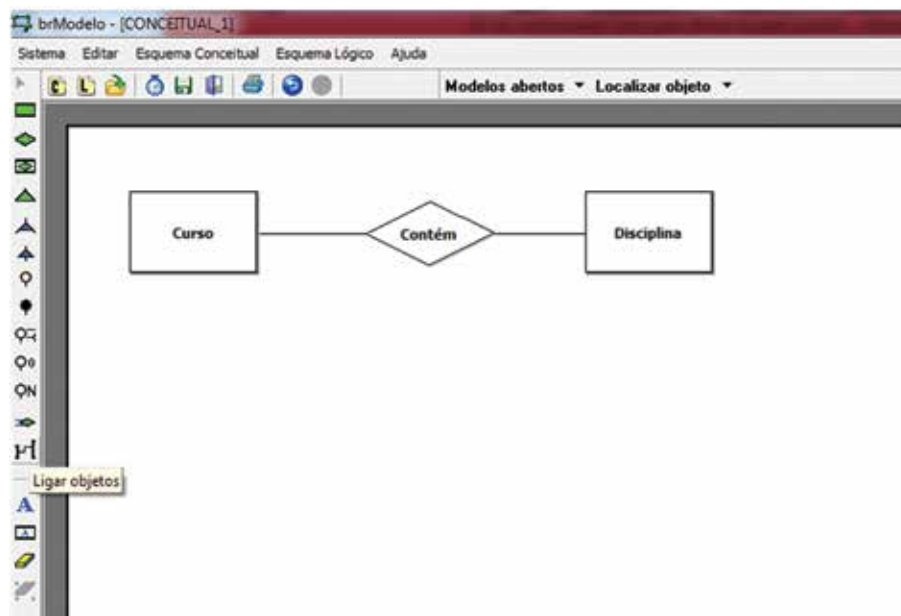 brModelo - [CONCEITUAL_1]
Sistema Editar Esquema Conceitual Esquema Lógico Ajuda
C L Modelos abertos Localizar objeto
Curso Contém Disciplina
N
Ligar objetos
A
A